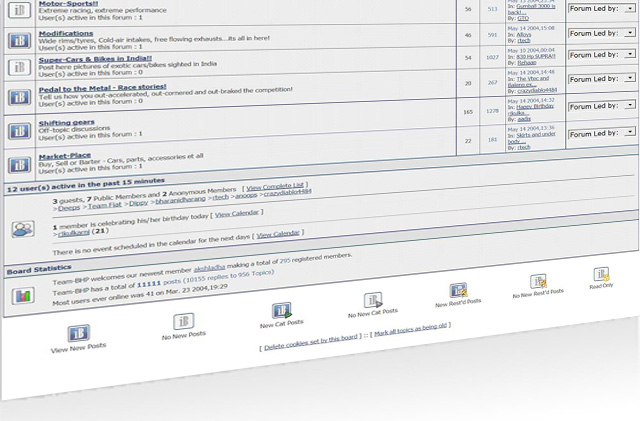 Motor-Sports!!
Extreme racing, extreme performance
User(s) active in this forum : 1
56 513
In: Gumball 3000 is back!...
By: GTO
Forum Led by:
Modifications
Wide rims/tyres, Cold-air intakes, free flowing exhausts...its all in here!
User(s) active in this forum : 1
46 591
May 15 2004,15:08
In: Alloys
By: rtech
Forum Led by:
Super-Cars & Bikes in India!!
Post here pictures of exotic cars/bikes sighted in India
User(s) active in this forum : 0
54 1027
May 15 2004,00:04
In: 830 Hp SUPRA!!
By: Rehaan
Forum Led by:
Pedal to the Metal - Race stories!
Tell us how you out-accelerated, out-cornered and out-braked the competition!
User(s) active in this forum : 0
20 267
May 14 2004,14:48
In: The Vtec and Baleno ex...
By: crazydiablo4484
Forum Led by:
Shifting gears
Off-topic discussions
User(s) active in this forum : 1
165 1278
May 14 2004,14:32
In: Happy Birthday rikulka...
By: aadis
Forum Led by:
Market-Place
Buy, Sell or Barter - Cars, parts, accessories et all
User(s) active in this forum : 1
22 181
May 14 2004,13:36
In: Skirts and under body ...
By: rtech
Forum Led by:
12 user(s) active in the past 15 minutes
3 guests, 7 Public Members and 2 Anonymous Members [ View Complete List ]
>Deeps >Team Fiat >Dippy >bharanidharang >rtech >anoops >crazydiablo4484
1 member is celebrating his/her birthday today [ View Calendar ]
>rikulkarni (21)
There is no event scheduled in the calendar for the next days [ View Calendar ]
Board Statistics
Team-BHP welcomes our newest member akshladha making a total of 295 registered members.
Team-BHP has a total of 11111 posts (10155 replies to 956 Topics)
Most users ever online was 41 on Mar. 23 2004,19:29
View New Posts
No New Posts
New Cat Posts
No New Cat Posts
New Rest'd Posts
No New Rest'd Posts
Read Only
[ Delete cookies set by this board ] :: [ Mark all topics as being old ]